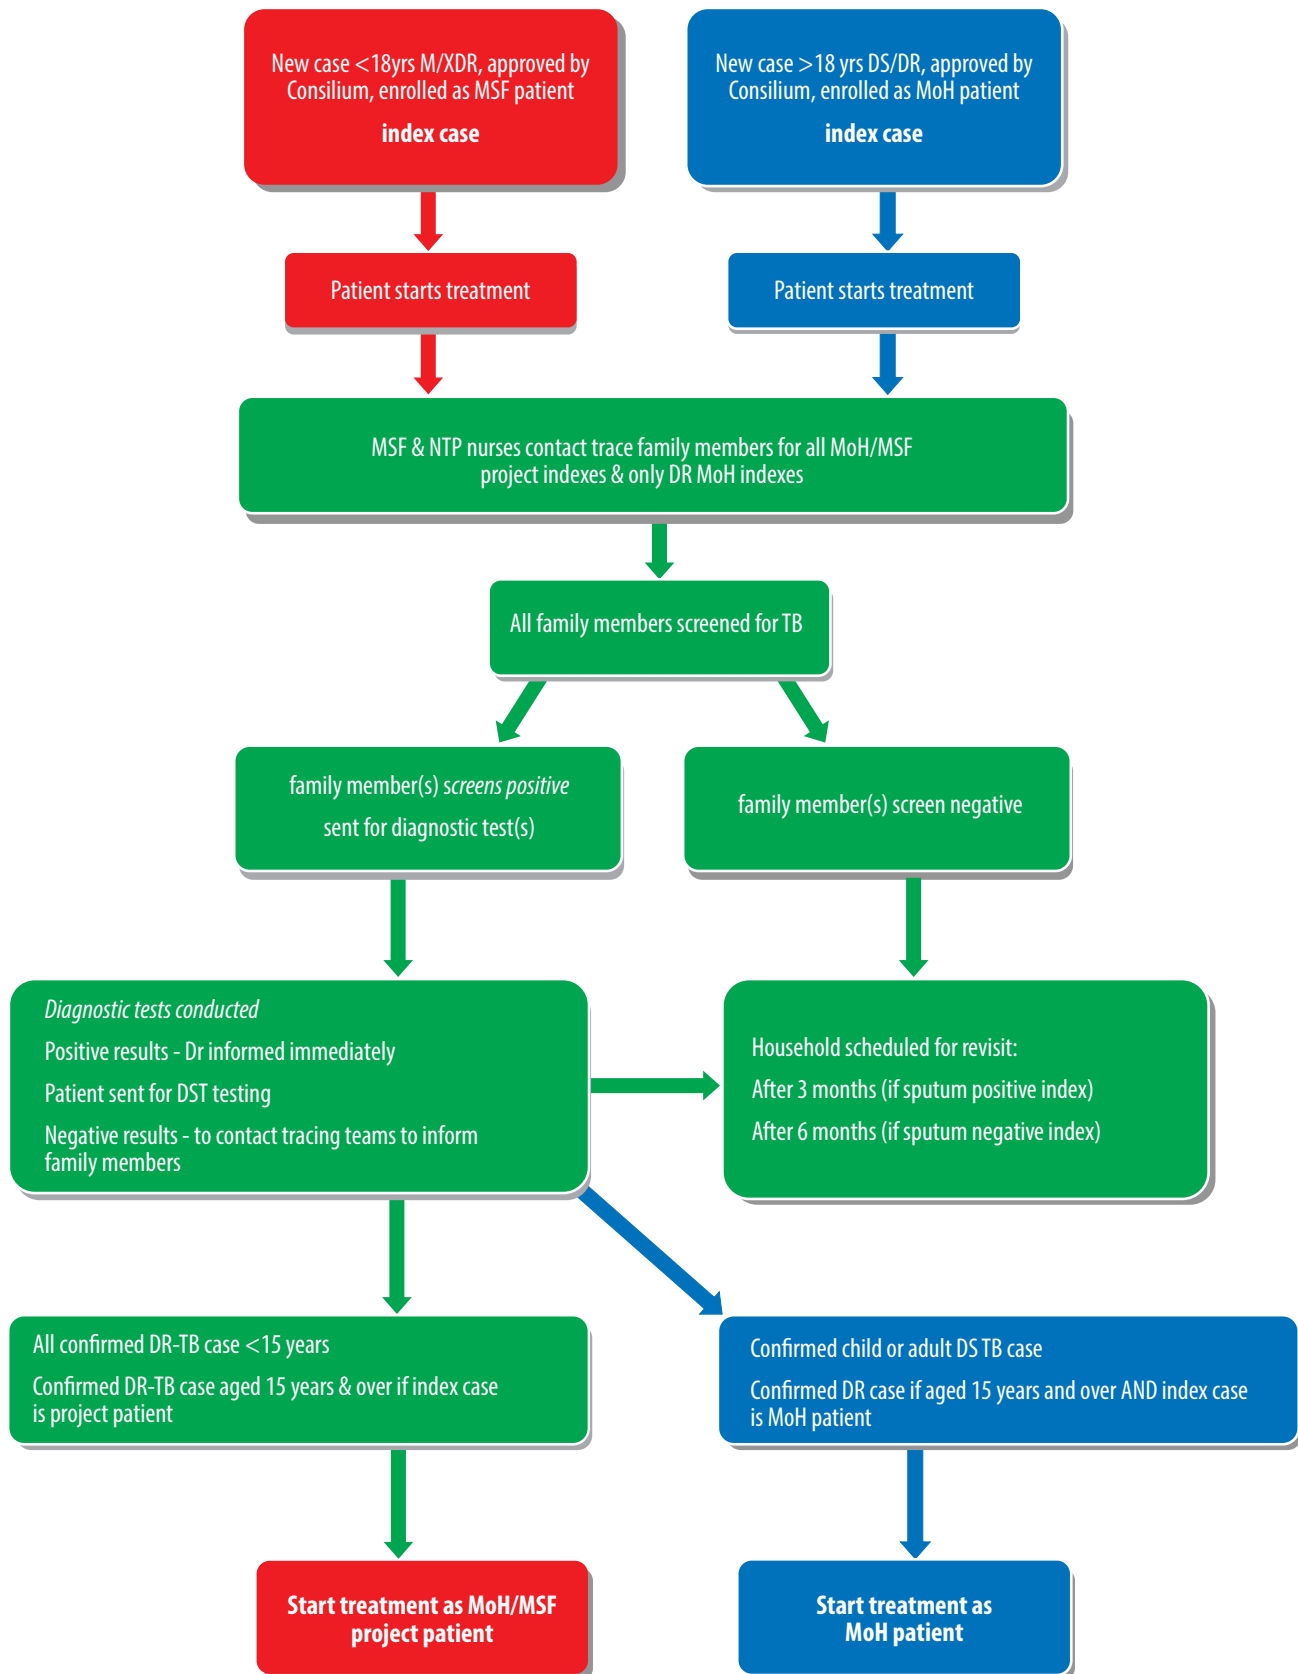 New case <18yrs M/XDR, approved by
Consilium, enrolled as MSF patient
index case
New case >18 yrs DS/DR, approved by
Consilium, enrolled as MoH patient
index case
Patient starts treatment
Patient starts treatment
MSF & NTP nurses contact trace family members for all MoH/MSF
project indexes & only DR MoH indexes
All family members screened for TB
family member(s) screens positive
sent for diagnostic test(s)
family member(s) screen negative
Diagnostic tests conducted
Positive results - Dr informed immediately
Patient sent for DST testing
Negative results - to contact tracing teams to inform
family members
Household scheduled for revisit:
After 3 months (if sputum positive index)
After 6 months (if sputum negative index)
All confirmed DR-TB case <15 years
Confirmed DR-TB case aged 15 years & over if index case
is project patient
Confirmed child or adult DS TB case
Confirmed DR case if aged 15 years and over AND index case
is MoH patient
Start treatment as MoH/MSF
project patient
Start treatment as
MoH patient